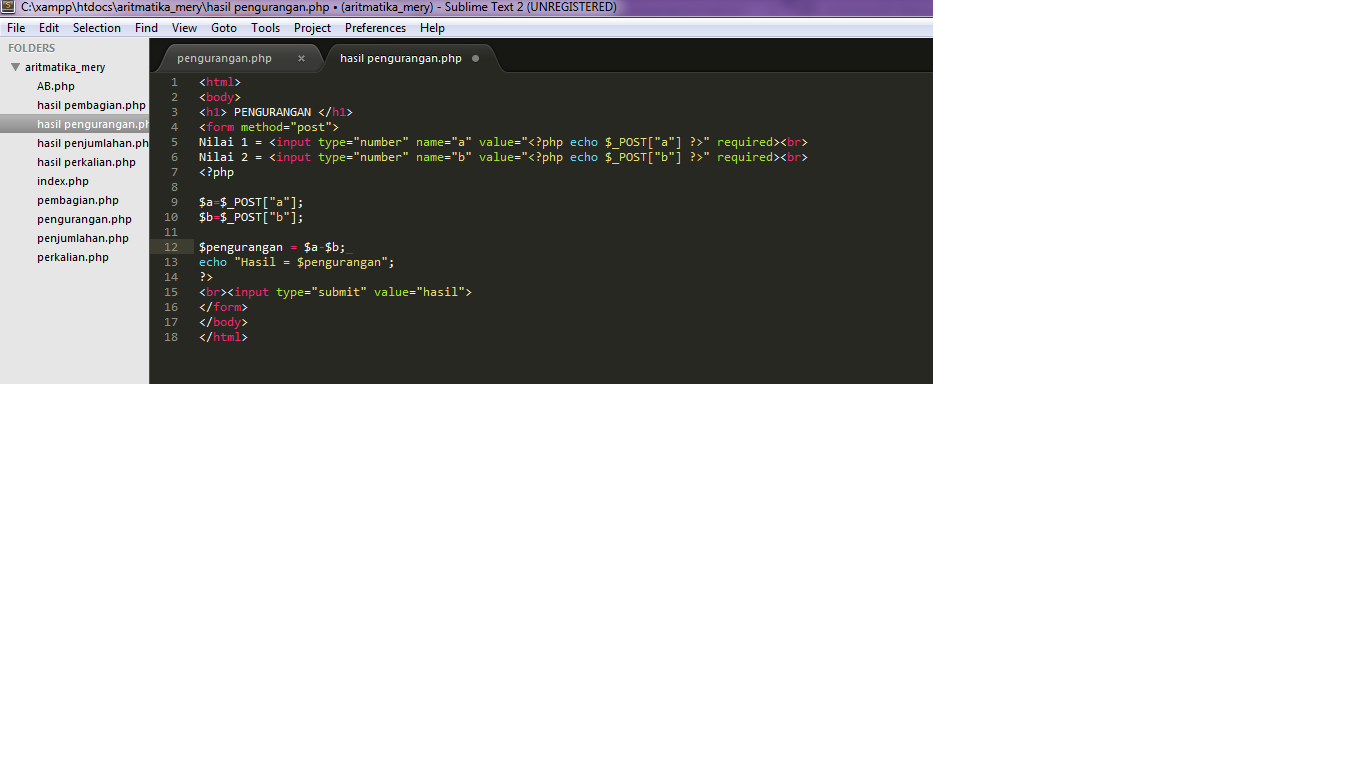 C:\xampp\htdocs\aritmatika_mery\hasil pengurangan.php • (aritmatika_mery) - Sublime Text 2 (UNREGISTERED)
File Edit Selection Find View Goto Tools Project Preferences Help
FOLDERS
aritmatika_mery
AB.php
hasil pembagian.php
hasil pengurangan.ph
hasil penjumlahan.ph
hasil perkalian.php
index.php
pembagian.php
pengurangan.php
penjumlahan.php
perkalian.php
pengurangan.php × hasil pengurangan.php
1 <html>
2 <body>
3 <h1> PENGURANGAN </h1>
4 <form method="post">
5 Nilai 1 = <input type="number" name="a" value="<?php echo $_POST["a"] ?>" required><br>
6 Nilai 2 = <input type="number" name="b" value="<?php echo $_POST["b"] ?>" required><br>
7 <?php
8
9 $a=$_POST["a"];
10 $b=$_POST["b"];
11
12 $pengurangan = $a-$b;
13 echo "Hasil = $pengurangan";
14 ?>
15 <br><input type="submit" value="hasil">
16 </form>
17 </body>
18 </html>